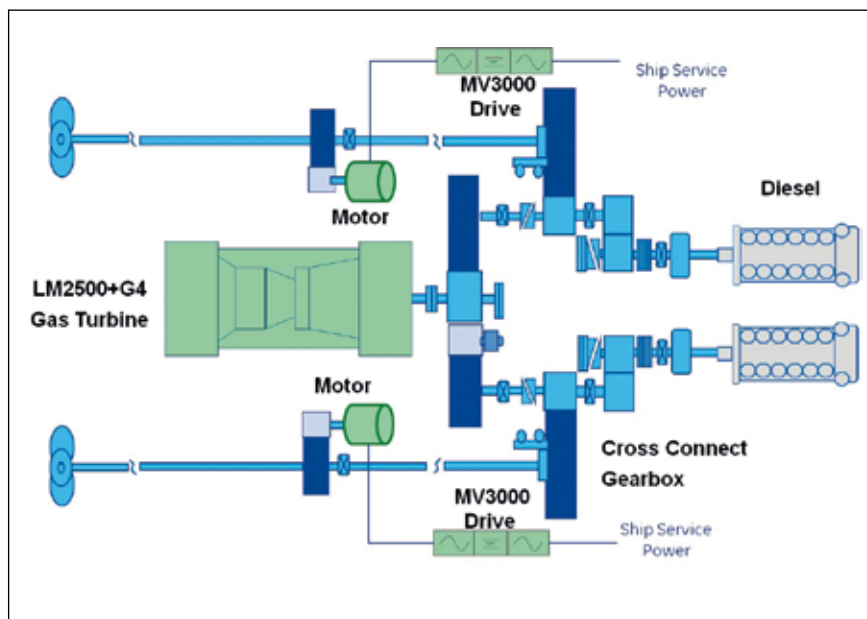 MV3000
Drive
Ship Service
Power
Motor
Diesel
LM2500+G4
Gas Turbine
Motor
Cross Connect
Gearbox
MV3000
Drive
Ship Service
Power